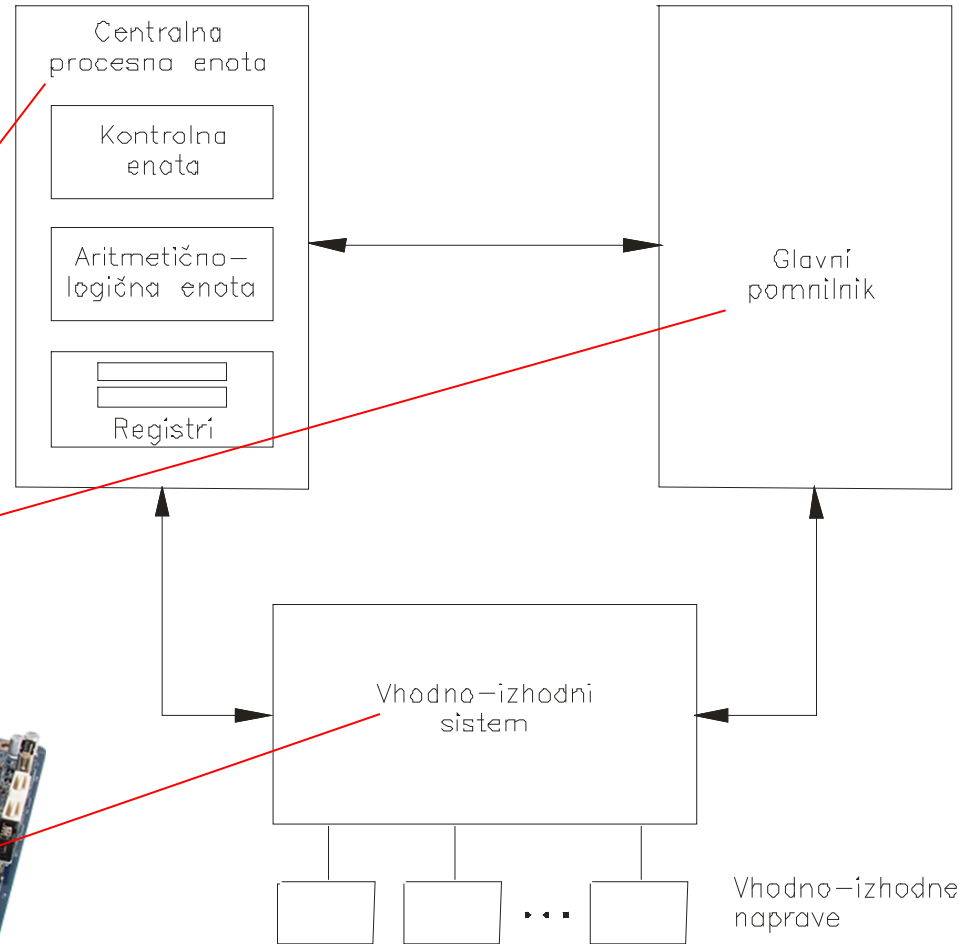 Centralna
procesna enota
Kontrolna
enota
Aritmetično-
logična enota
Registri
Glavni
pomnilnik
Vhodno-izhodni
sistem
Vhodno-izhodne
naprave